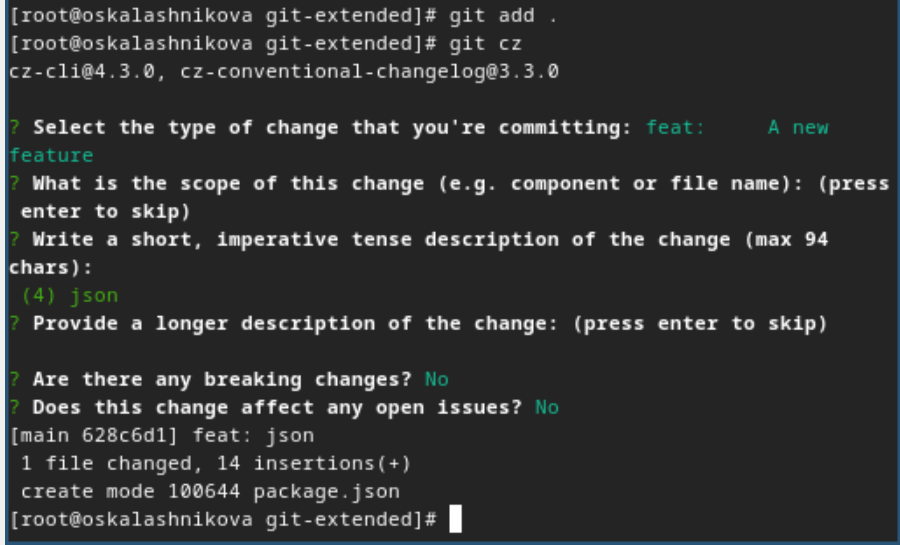 [root@oskalashnikova git-extended]# git add .
[root@oskalashnikova git-extended]# git cz
cz-cli@4.3.0, cz-conventional-changelog@3.3.0
? Select the type of change that you're committing: feat:     A new
feature
? What is the scope of this change (e.g. component or file name): (press
 enter to skip)
? Write a short, imperative tense description of the change (max 94
chars):
 (4) json
? Provide a longer description of the change: (press enter to skip)
? Are there any breaking changes? No
? Does this change affect any open issues? No
[main 628c6d1] feat: json
 1 file changed, 14 insertions(+)
 create mode 100644 package.json
[root@oskalashnikova git-extended]#